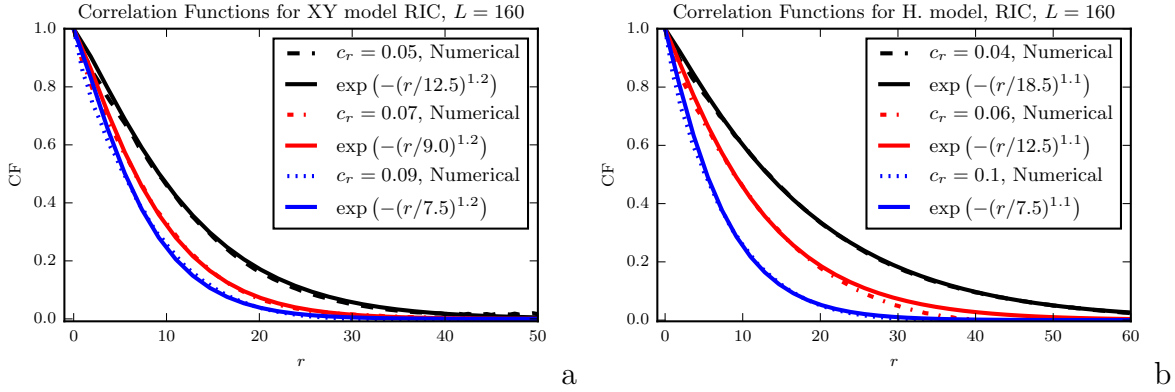 Correlation Functions for XY model RIC, L = 160
1.0
0.8
0.6
0.4
0.2
0.0
CF
c_r = 0.05, Numerical
exp (−(r/12.5)^1.2)
c_r = 0.07, Numerical
exp (−(r/9.0)^1.2)
c_r = 0.09, Numerical
exp (−(r/7.5)^1.2)
0 10 20 30 40 50
r
a
Correlation Functions for H. model, RIC, L = 160
1.0
0.8
0.6
0.4
0.2
0.0
CF
c_r = 0.04, Numerical
exp (−(r/18.5)^1.1)
c_r = 0.06, Numerical
exp (−(r/12.5)^1.1)
c_r = 0.1, Numerical
exp (−(r/7.5)^1.1)
0 10 20 30 40 50 60
r
b